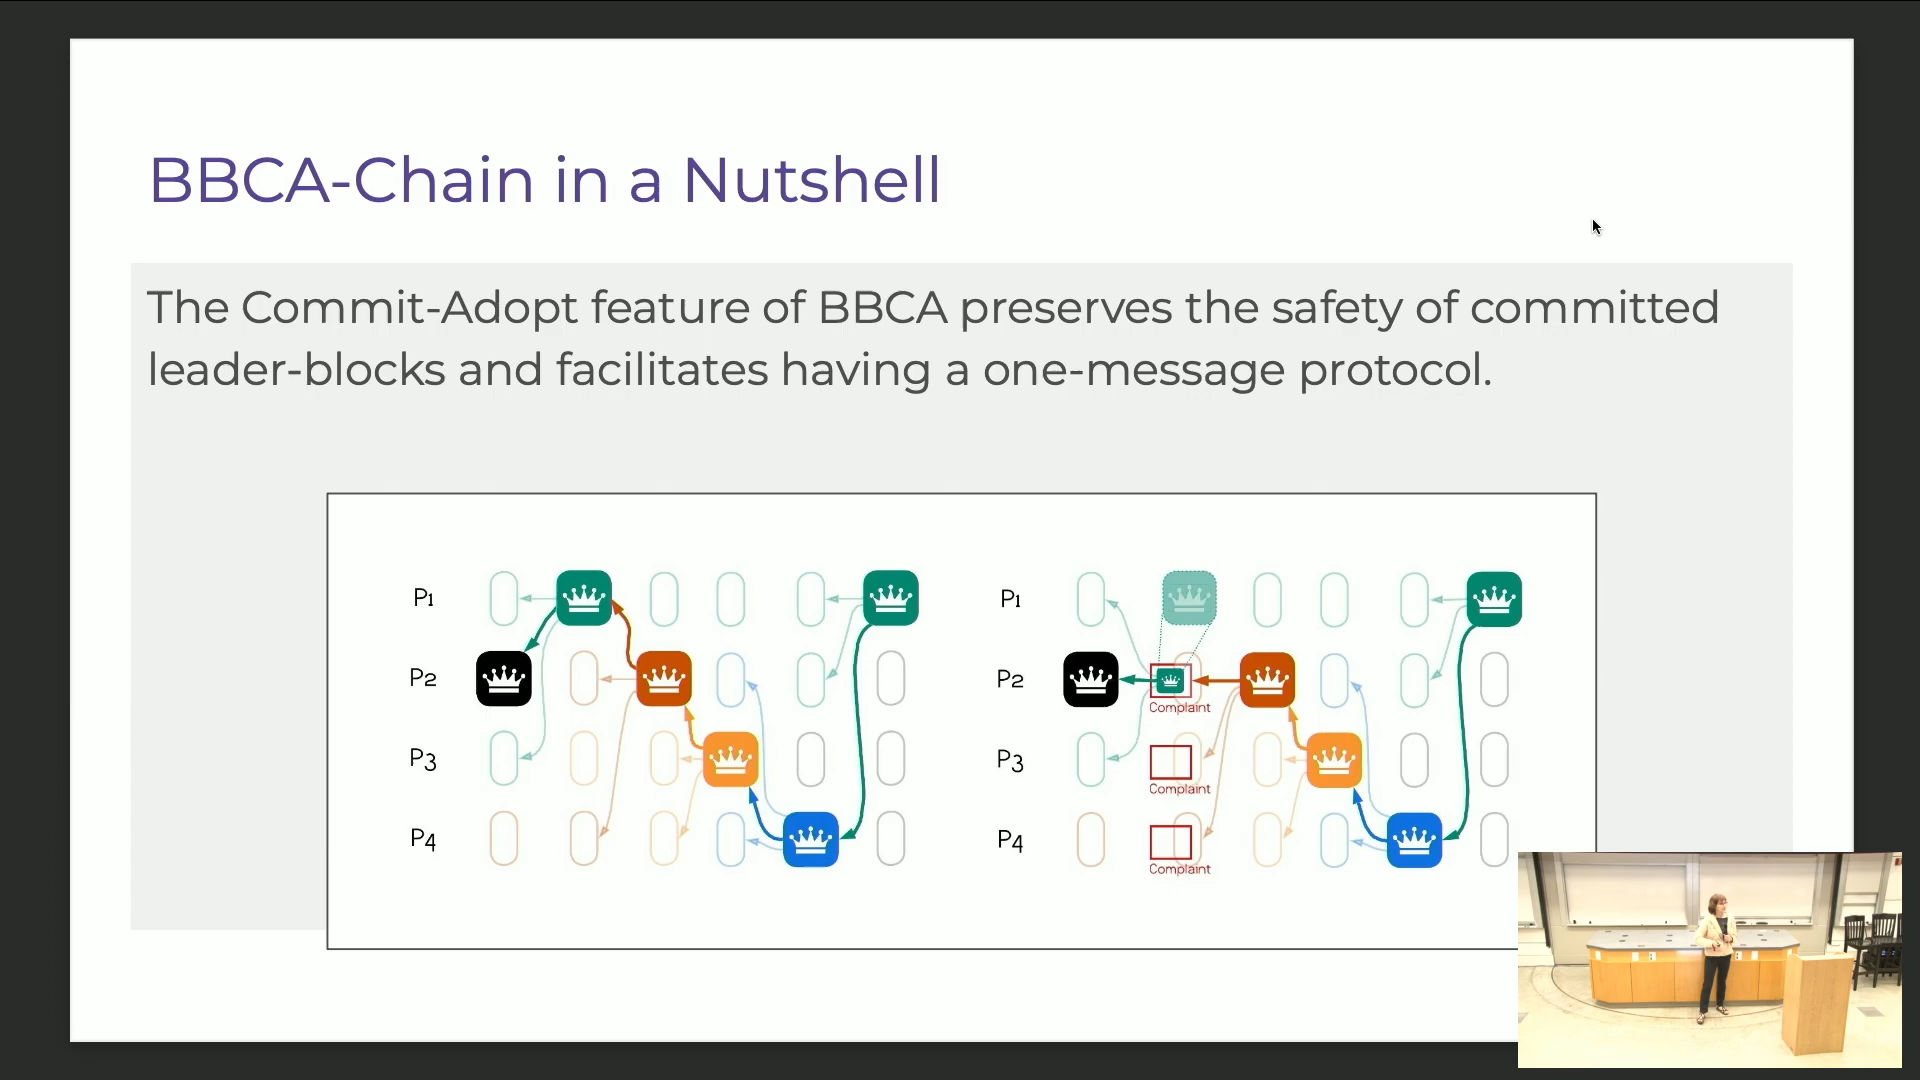 BBCA-Chain in a Nutshell
The Commit-Adopt feature of BBCA preserves the safety of committed
leader-blocks and facilitates having a one-message protocol.
P1
P2
P3
P4
P1
P2
Complaint
P3
Complaint
P4
Complaint